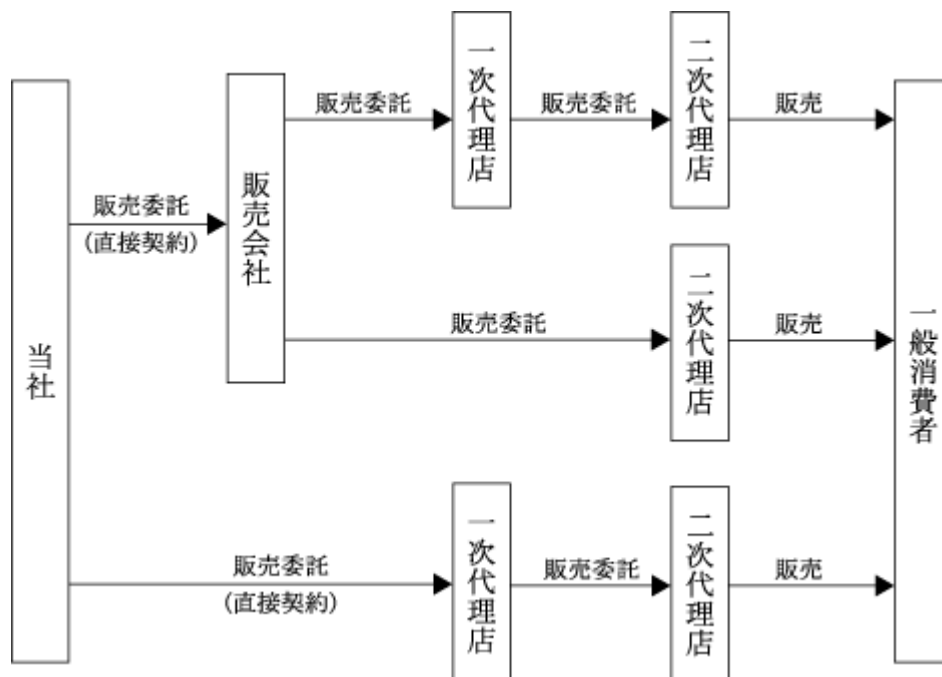 当社
販売委託
(直接契約)
販売会社
販売委託
一次代理店
販売委託
二次代理店
販売
販売委託
二次代理店
販売
販売委託
(直接契約)
一次代理店
販売委託
二次代理店
販売
一般消費者